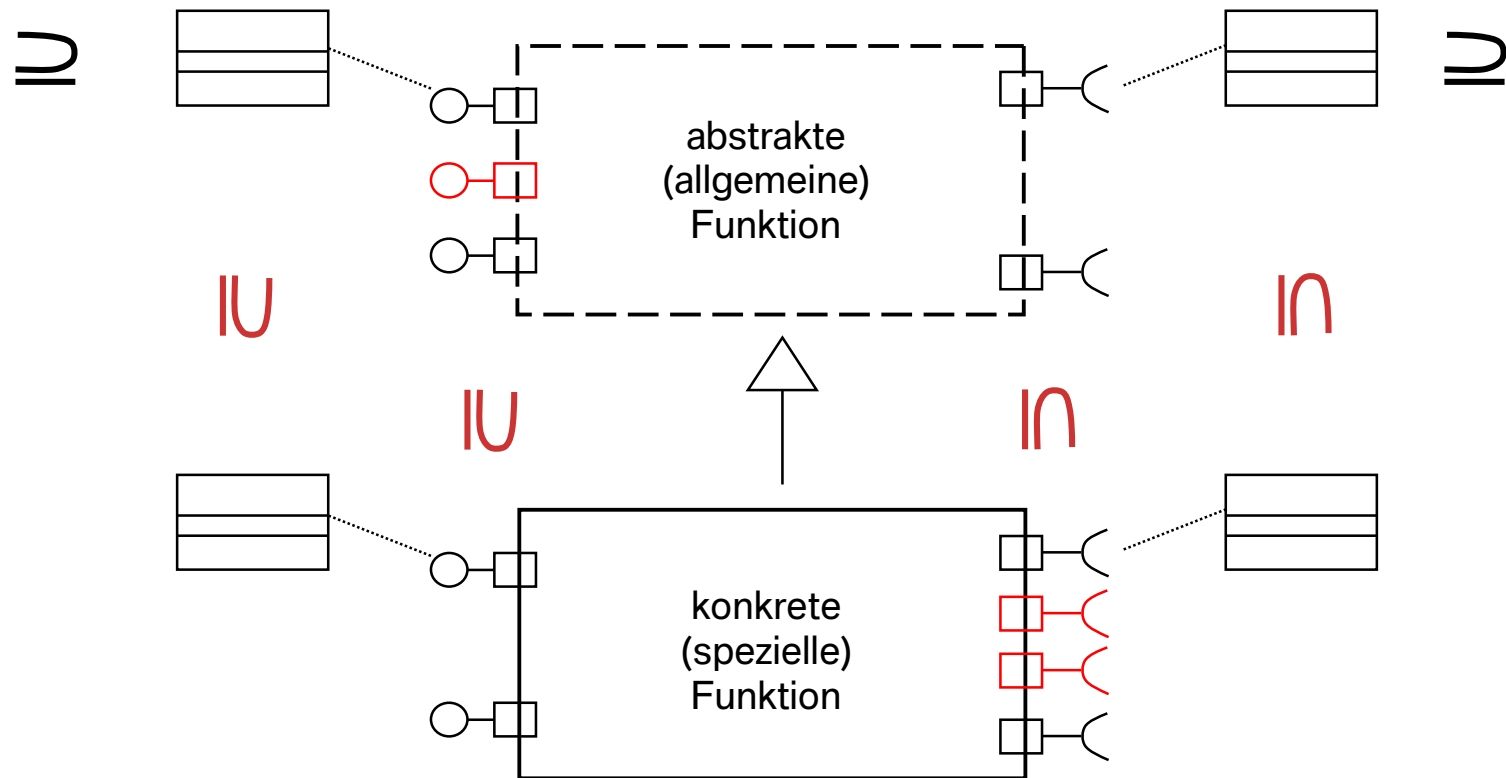 ⊇
⊇
abstrakte
(allgemeine)
Funktion
konkrete
(spezielle)
Funktion